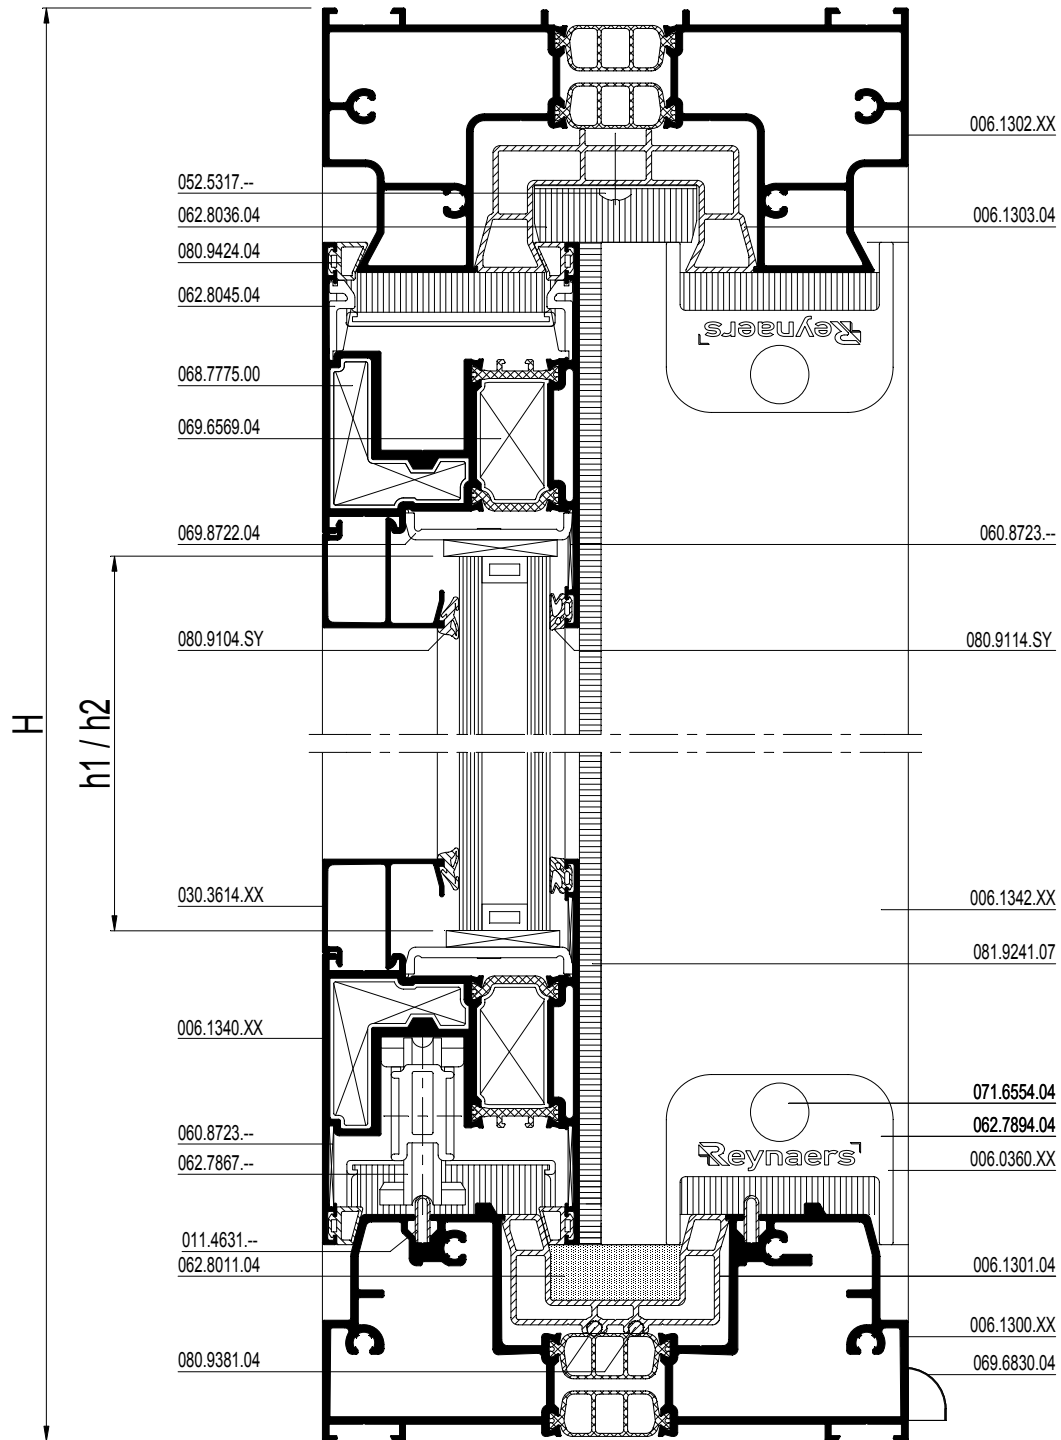 006.1302.XX
052.5317.--
062.8036.04
006.1303.04
080.9424.04
062.8045.04
Reynaers
068.7775.00
069.6569.04
069.8722.04
060.8723.--
080.9104.SY
080.9114.SY
H
h1 / h2
030.3614.XX
006.1342.XX
081.9241.07
006.1340.XX
071.6554.04
062.7894.04
060.8723.--
Reynaers
062.7867.--
006.0360.XX
011.4631.--
062.8011.04
006.1301.04
006.1300.XX
080.9381.04
069.6830.04